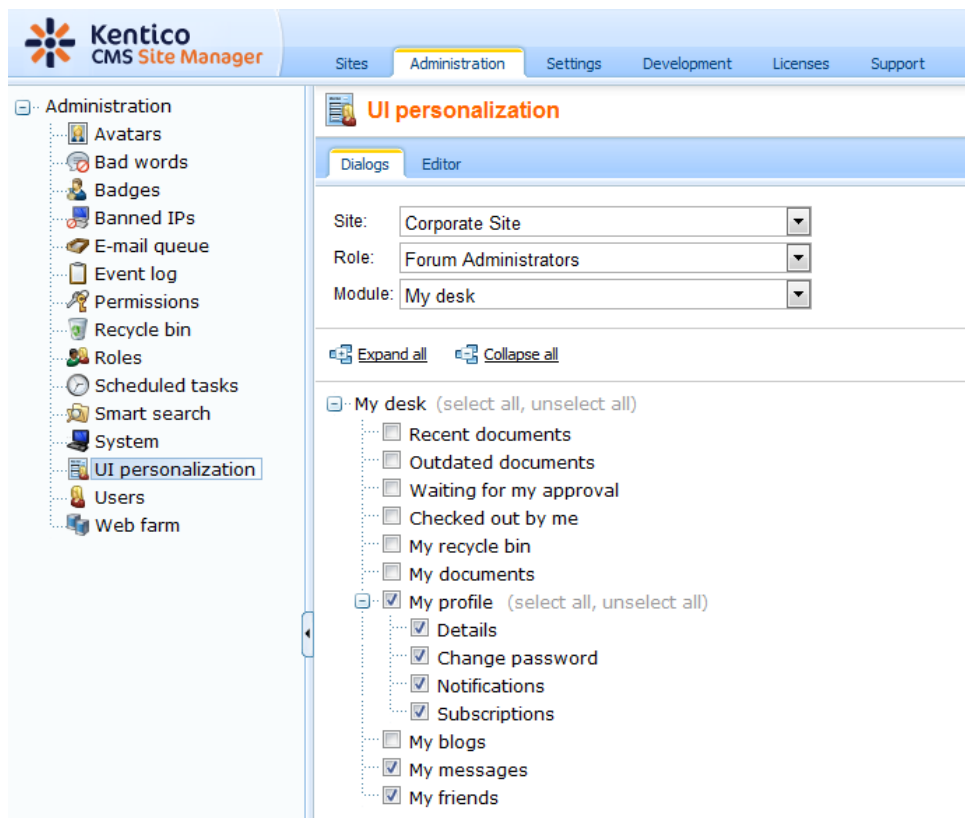 Kentico
CMS Site Manager
Sites Administration Settings Development Licenses Support
Administration
Avatars
Bad words
Badges
Banned IPs
E-mail queue
Event log
Permissions
Recycle bin
Roles
Scheduled tasks
Smart search
System
UI personalization
Users
Web farm
UI personalization
Dialogs Editor
Site: Corporate Site
Role: Forum Administrators
Module: My desk
Expand all Collapse all
My desk (select all, unselect all)
Recent documents
Outdated documents
Waiting for my approval
Checked out by me
My recycle bin
My documents
My profile (select all, unselect all)
Details
Change password
Notifications
Subscriptions
My blogs
My messages
My friends